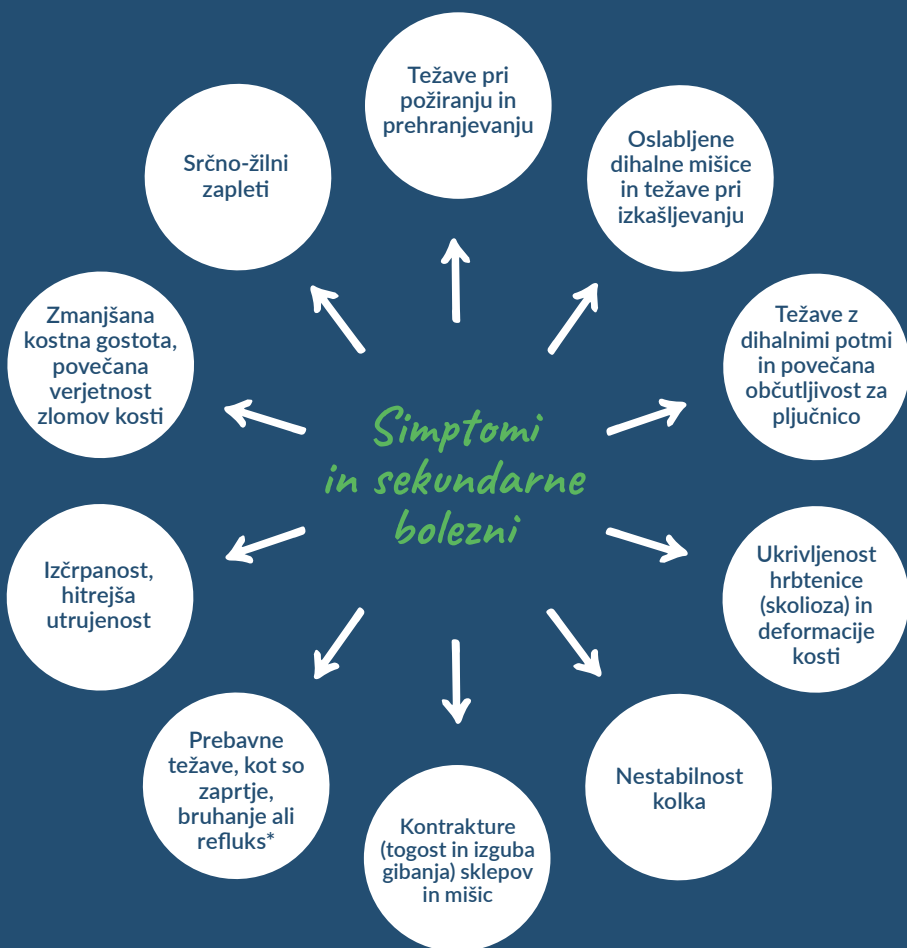 Težave pri
požiranju in
prehranjevanju
Oslabljene
dihalne mišice
in težave pri
izkašljevanju
Težave z
dihalnimi potmi
in povečana
občutljivost za
pljučnico
Ukrivljenost
hrbtenice
(skolioza) in
deformacije
kosti
Nestabilnost
kolka
Kontrakture
(togost in izguba
gibanja) sklepov
in mišic
Prebavne
težave, kot so
zaprtje,
bruhanje ali
refluks*
Izčrpanost,
hitrejša
utrujenost
Zmanjšana
kostna gostota,
povečana
verjetnost
zlomov kosti
Srčno-žilni
zapleti
Simptomi
in sekundarne
bolezni